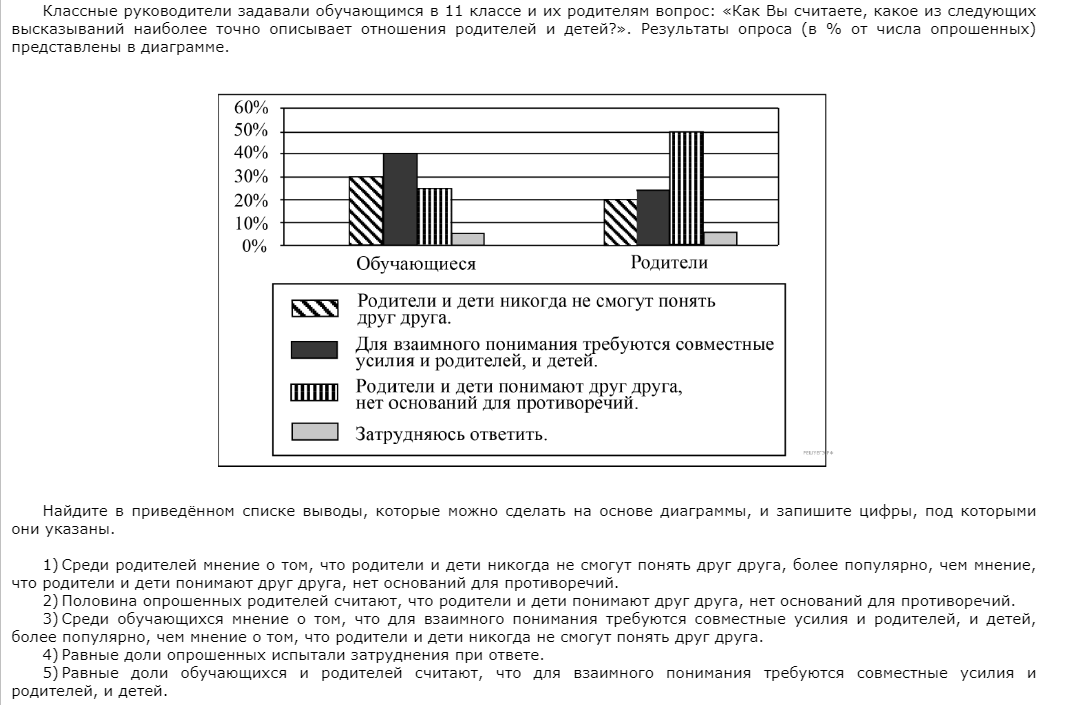 Классные руководители задавали обучающимся в 11 классе и их родителям вопрос: «Как Вы считаете, какое из следующих
высказываний наиболее точно описывает отношения родителей и детей?». Результаты опроса (в % от числа опрошенных)
представлены в диаграмме.
60%
50%
40%
30%
20%
10%
0%
Обучающиеся
Родители
Родители и дети никогда не смогут понять
друг друга.
Для взаимного понимания требуются совместные
усилия и родителей, и детей.
Родители и дети понимают друг друга,
нет оснований для противоречий.
Затрудняюсь ответить.
Найдите в приведённом списке выводы, которые можно сделать на основе диаграммы, и запишите цифры, под которыми
они указаны.
1) Среди родителей мнение о том, что родители и дети никогда не смогут понять друг друга, более популярно, чем мнение,
что родители и дети понимают друг друга, нет оснований для противоречий.
2) Половина опрошенных родителей считают, что родители и дети понимают друг друга, нет оснований для противоречий.
3) Среди обучающихся мнение о том, что для взаимного понимания требуются совместные усилия и родителей, и детей,
более популярно, чем мнение о том, что родители и дети никогда не смогут понять друг друга.
4) Равные доли опрошенных испытали затруднения при ответе.
5) Равные доли обучающихся и родителей считают, что для взаимного понимания требуются совместные усилия и
родителей, и детей.